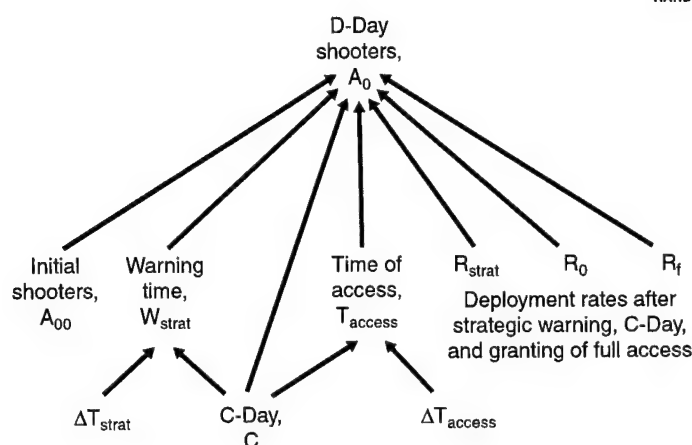 D-Day
shooters,
A0
Initial
shooters,
A00
Warning
time,
Wstrat
Time of
access,
Taccess
Rstrat
R0
Rf
Deployment rates after
strategic warning, C-Day,
and granting of full access
ΔTstrat
C-Day,
C
ΔTaccess